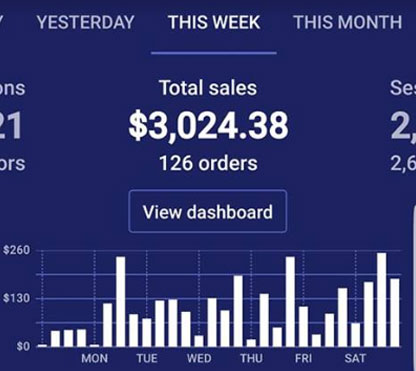 Y YESTERDAY THIS WEEK THIS MONTH
ons Total sales Ses
21 $3,024.38 2,
ors 126 orders 2,6
View dashboard
$260
$130
$0
MON TUE WED THU FRI SAT